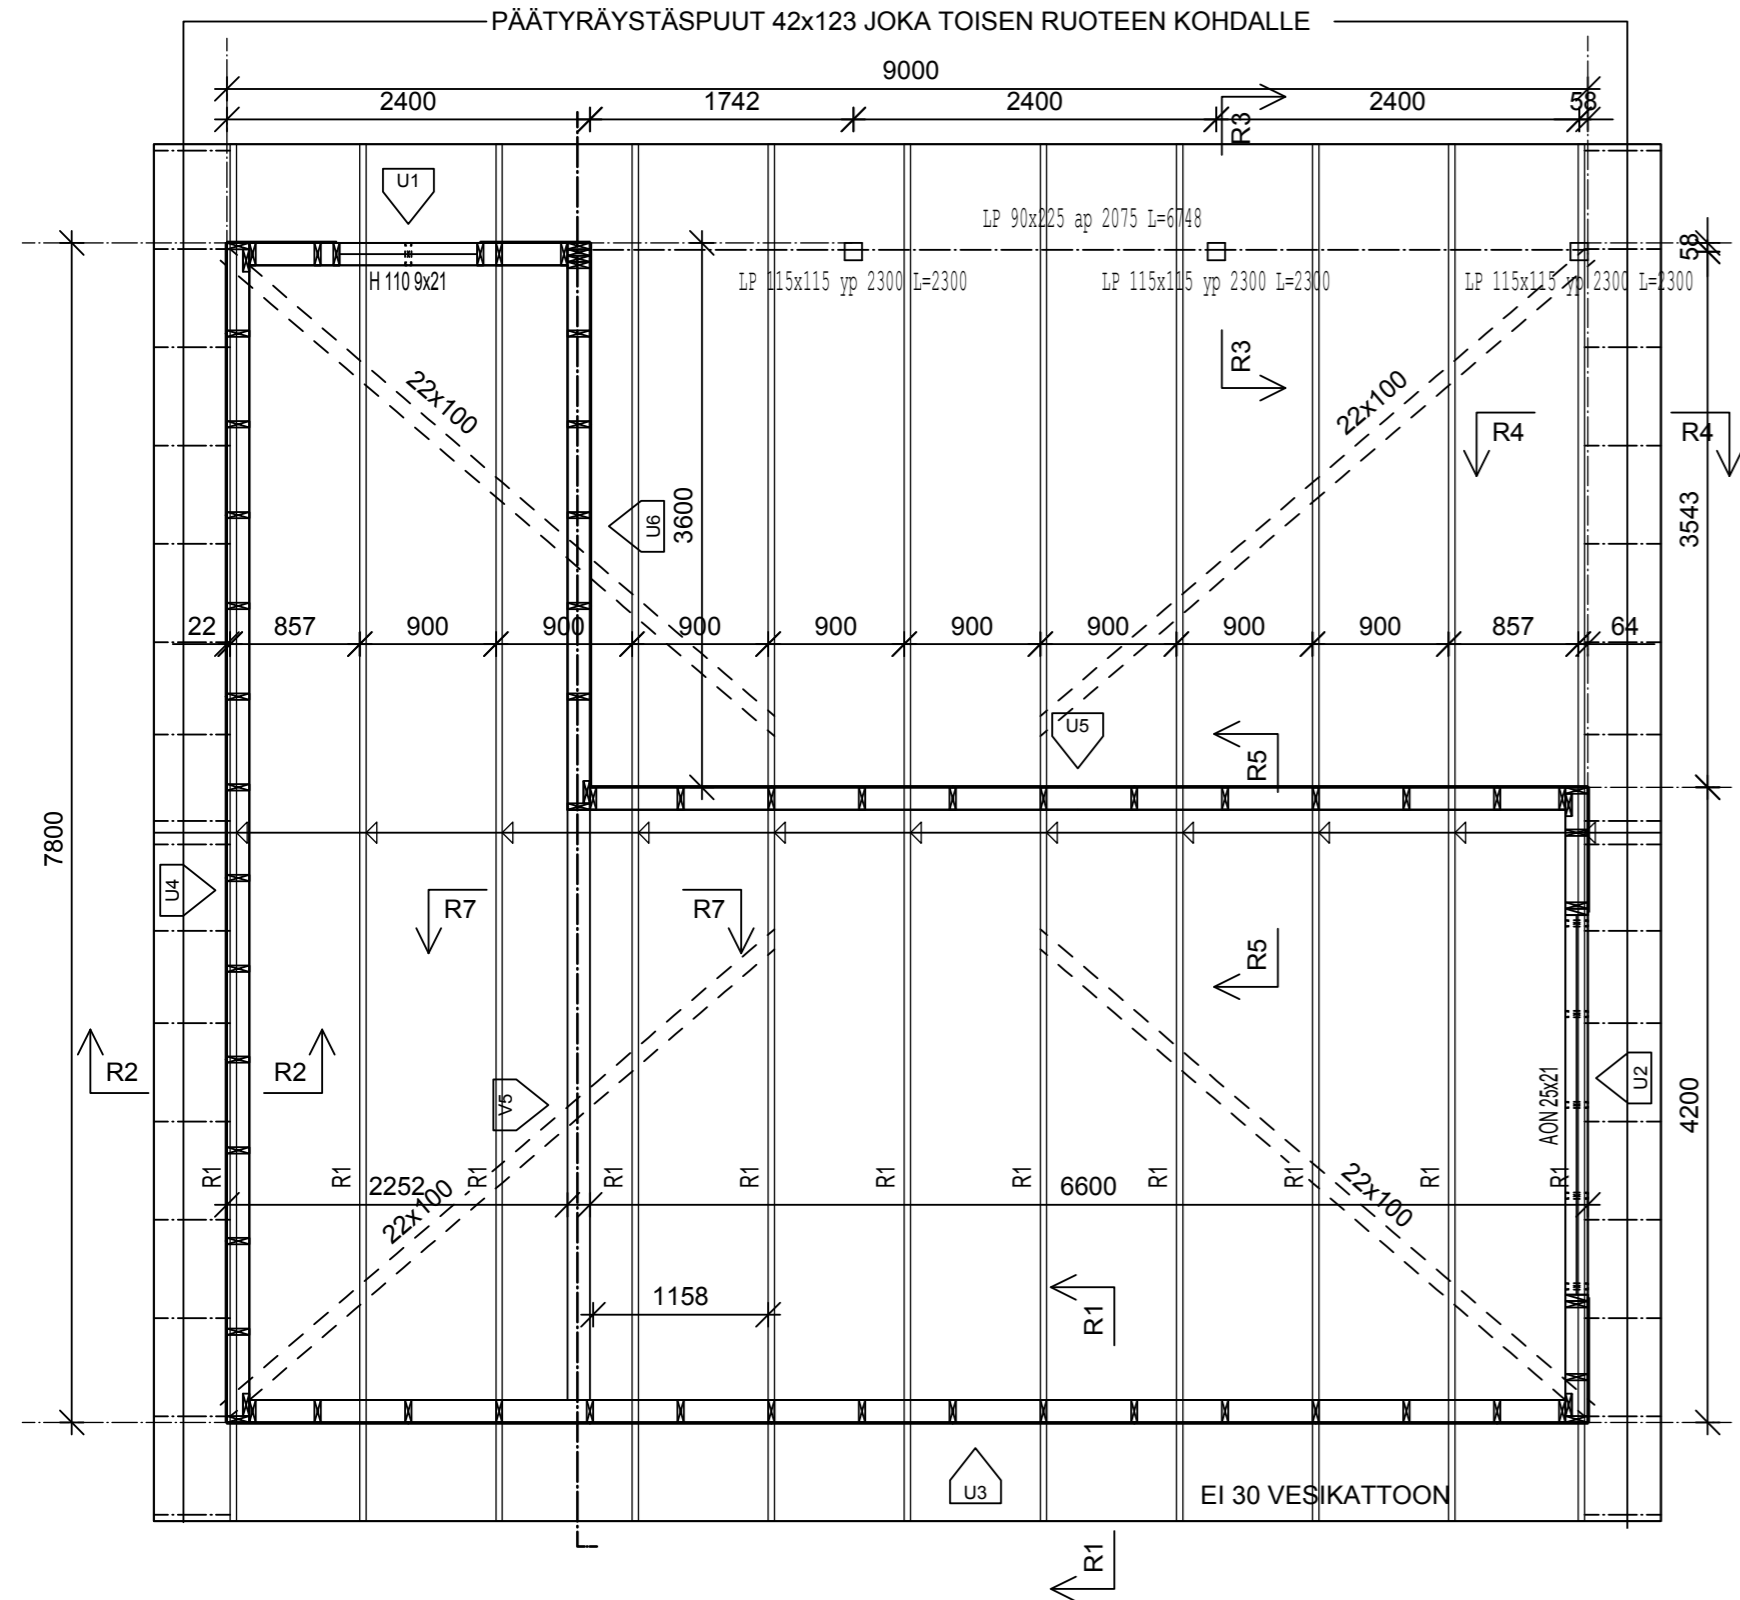 PÄÄTYRÄYSTÄSPUUT 42x123 JOKA TOISEN RUOTEEN KOHDALLE
9000
2400 1742 2400 2400 58
R3
U1
LP 90x225 ap 2075 L=6748
58
H 110 9x21
LP 115x115 yp 2300 L=2300
LP 115x115 yp 2300 L=2300
LP 115x115 yp 2300 L=2300
R3
22x100
22x100
R4
R4
U6
3600
3543
22 857 900 900 900 900 900 900 900 900 857 64
U5
R5
7800
U4
R7
R7
R5
R2
R2
V5
AON 25x21
U2
4200
R1 R1 R1 R1 R1 R1 R1 R1 R1 R1 R1
2252
6600
22x100
22x100
1158
R1
U3
EI 30 VESIKATTOON
R1